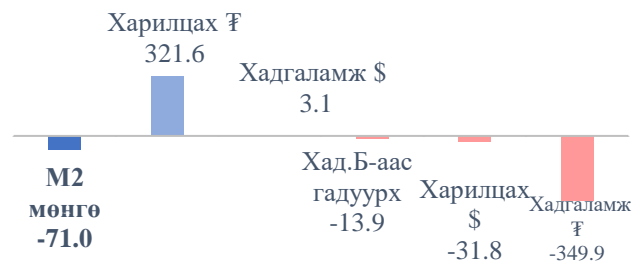 Харилцах ₮
321.6
Хадгаламж $
3.1
М2
мөнгө
-71.0
Хад.Б-аас
гадуурх
-13.9
Харилцах
$
-31.8
Хадгаламж
₮
-349.9